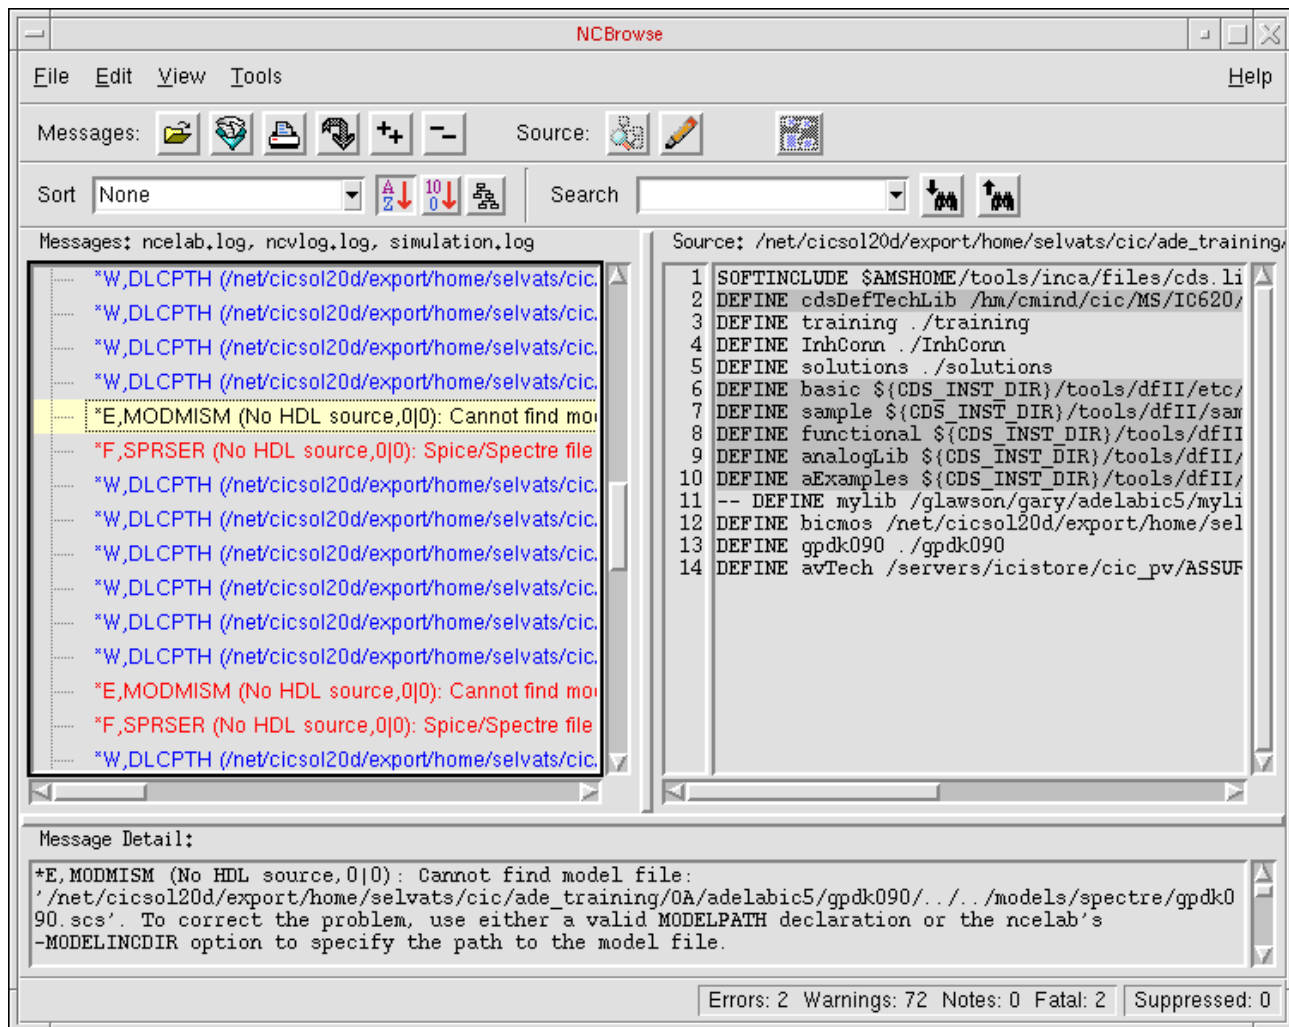 NCBrowse
File Edit View Tools Help
Messages: Source:
Sort None A Z 10 0 Search
Messages: ncelab.log, ncvlog.log, simulation.log
*W,DLCPTH (/net/cicsol20d/export/home/selvats/cic.
*W,DLCPTH (/net/cicsol20d/export/home/selvats/cic.
*W,DLCPTH (/net/cicsol20d/export/home/selvats/cic.
*W,DLCPTH (/net/cicsol20d/export/home/selvats/cic.
*E,MODMISM (No HDL source,0|0): Cannot find mo
*F,SPRSER (No HDL source,0|0): Spice/Spectre file
*W,DLCPTH (/net/cicsol20d/export/home/selvats/cic.
*W,DLCPTH (/net/cicsol20d/export/home/selvats/cic.
*W,DLCPTH (/net/cicsol20d/export/home/selvats/cic.
*W,DLCPTH (/net/cicsol20d/export/home/selvats/cic.
*W,DLCPTH (/net/cicsol20d/export/home/selvats/cic.
*W,DLCPTH (/net/cicsol20d/export/home/selvats/cic.
*E,MODMISM (No HDL source,0|0): Cannot find mo
*F,SPRSER (No HDL source,0|0): Spice/Spectre file
*W,DLCPTH (/net/cicsol20d/export/home/selvats/cic.
Source: /net/cicsol20d/export/home/selvats/cic/ade_training/
1 SOFTINCLUDE $AMSHOME/tools/inca/files/cds.li
2 DEFINE cdsDefTechLib /hm/cmind/cic/MS/IC620/
3 DEFINE training ./training
4 DEFINE InhConn ./InhConn
5 DEFINE solutions ./solutions
6 DEFINE basic ${CDS_INST_DIR}/tools/dfII/etc/
7 DEFINE sample ${CDS_INST_DIR}/tools/dfII/sam
8 DEFINE functional ${CDS_INST_DIR}/tools/dfII
9 DEFINE analogLib ${CDS_INST_DIR}/tools/dfII/
10 DEFINE aExamples ${CDS_INST_DIR}/tools/dfII/
11 -- DEFINE mylib /glawson/gary/adelabic5/myli
12 DEFINE bicmos /net/cicsol20d/export/home/sel
13 DEFINE gpdk090 ./gpdk090
14 DEFINE avTech /servers/icistore/cic_pv/ASSUR
Message Detail:
*E,MODMISM (No HDL source,0|0): Cannot find model file:
'/net/cicsol20d/export/home/selvats/cic/ade_training/OA/adelabic5/gpdk090/../../models/spectre/gpdk0
90.scs'. To correct the problem, use either a valid MODELPATH declaration or the ncelab's
-MODELINCDIR option to specify the path to the model file.
Errors: 2 Warnings: 72 Notes: 0 Fatal: 2 Suppressed: 0